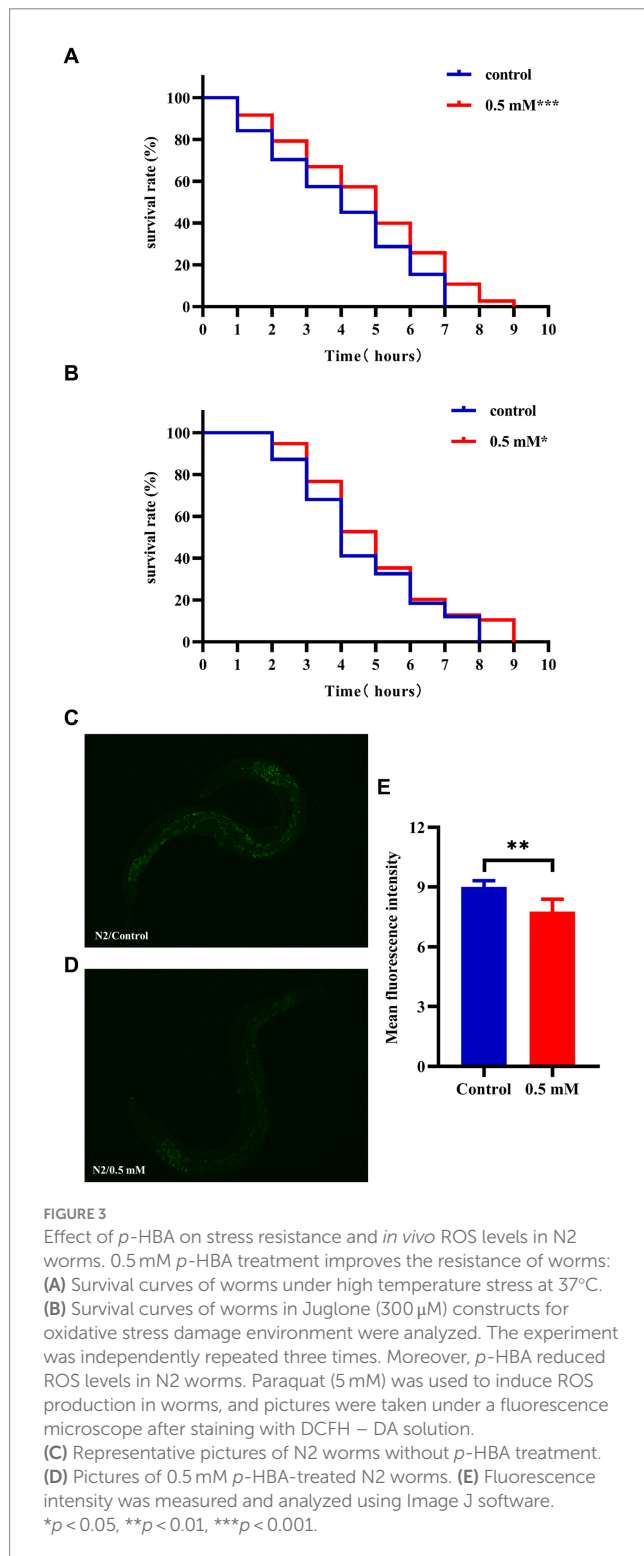 A
control
0.5 mM***
survival rate (%)
100
80
60
40
20
0
0 1 2 3 4 5 6 7 8 9 10
Time( hours)
B
control
0.5 mM*
survival rate (%)
100
80
60
40
20
0
0 1 2 3 4 5 6 7 8 9 10
Time( hours)
C
N2/Control
D
N2/0.5 mM
E
Mean fluorescence intensity
12
9
6
3
0
**
Control 0.5 mM
FIGURE 3
Effect of p-HBA on stress resistance and in vivo ROS levels in N2
worms. 0.5 mM p-HBA treatment improves the resistance of worms:
(A) Survival curves of worms under high temperature stress at 37°C.
(B) Survival curves of worms in Juglone (300 μM) constructs for
oxidative stress damage environment were analyzed. The experiment
was independently repeated three times. Moreover, p-HBA reduced
ROS levels in N2 worms. Paraquat (5 mM) was used to induce ROS
production in worms, and pictures were taken under a fluorescence
microscope after staining with DCFH – DA solution.
(C) Representative pictures of N2 worms without p-HBA treatment.
(D) Pictures of 0.5 mM p-HBA-treated N2 worms. (E) Fluorescence
intensity was measured and analyzed using Image J software.
*p < 0.05, **p < 0.01, ***p < 0.001.